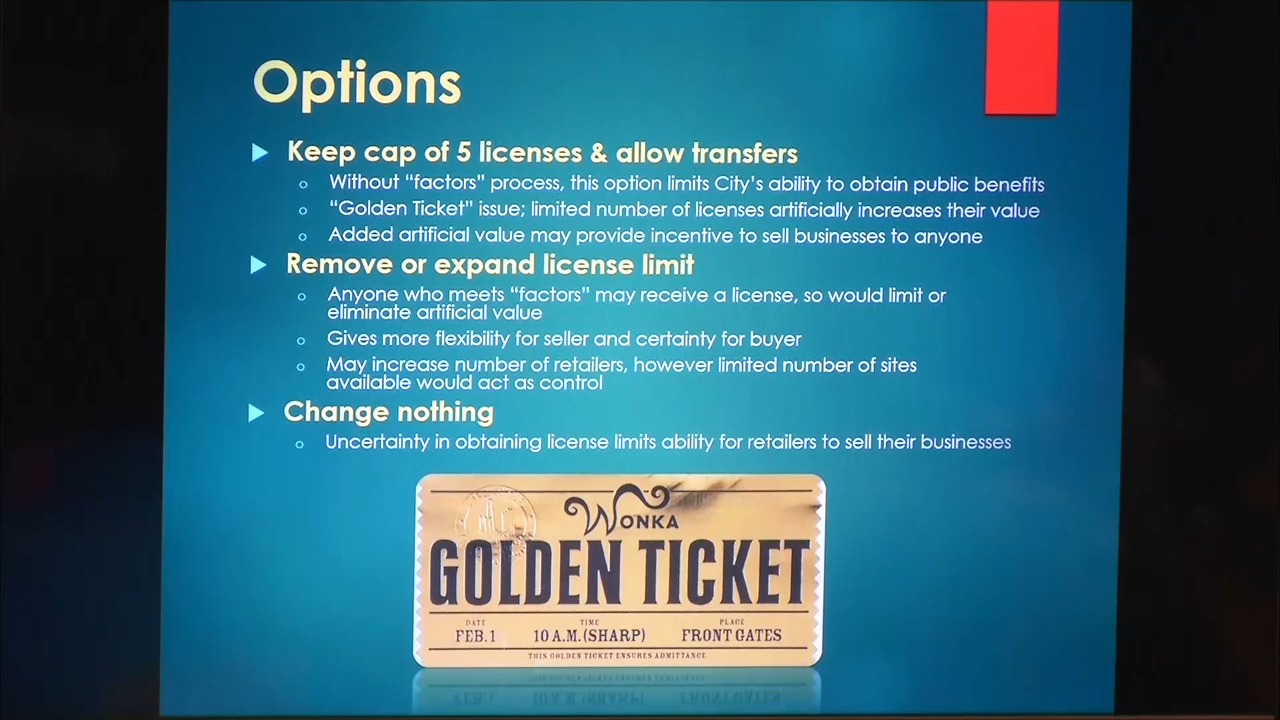 Options
Keep cap of 5 licenses & allow transfers
Without “factors” process, this option limits City’s ability to obtain public benefits
“Golden Ticket” issue; limited number of licenses artificially increases their value
Added artificial value may provide incentive to sell businesses to anyone
Remove or expand license limit
Anyone who meets “factors” may receive a license, so would limit or
eliminate artificial value
Gives more flexibility for seller and certainty for buyer
May increase number of retailers, however limited number of sites
available would act as control
Change nothing
Uncertainty in obtaining license limits ability for retailers to sell their businesses
WONKA
GOLDEN TICKET
DATE TIME PLACE
FEB.1 10 A.M.(SHARP) FRONT GATES
THIS GOLDEN TICKET ENSURES ADMITTANCE